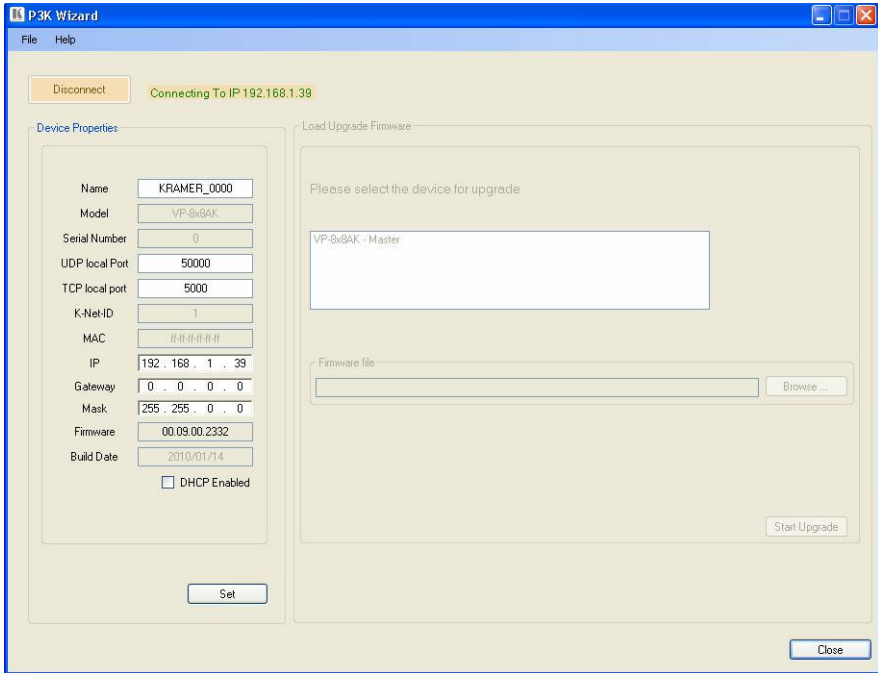 P3K Wizard
File Help
Disconnect Connecting To IP 192.168.1.39
Device Properties
Name KRAMER_0000
Model VP-8x8AK
Serial Number 0
UDP local Port 50000
TCP local port 5000
K-Net-ID 1
MAC ff-ff-ff-ff-ff-ff
IP 192 . 168 . 1 . 39
Gateway 0 . 0 . 0 . 0
Mask 255 . 255 . 0 . 0
Firmware 00.09.00.2332
Build Date 2010/01/14
DHCP Enabled
Set
Load Upgrade Firmware
Please select the device for upgrade
VP-8x8AK - Master
Firmware file
Browse ...
Start Upgrade
Close